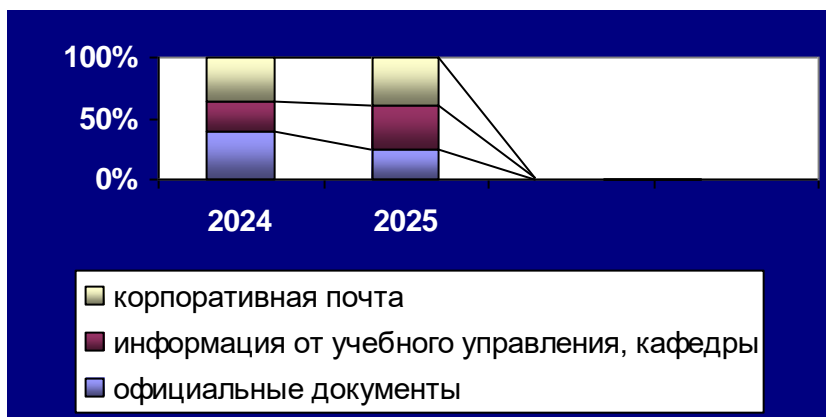 100%
50%
0%
2024 2025
корпоративная почта
информация от учебного управления, кафедры
официальные документы